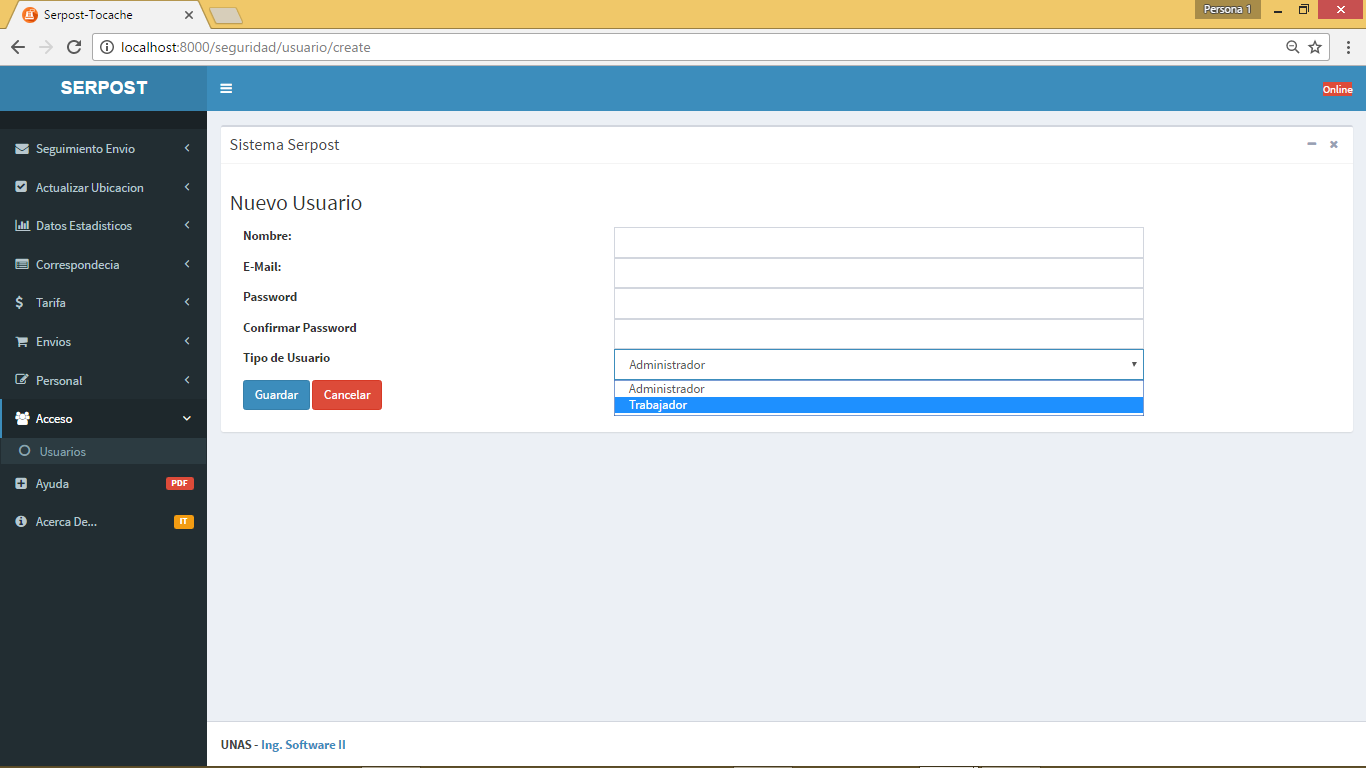 Serpost-Tocache
Persona 1
localhost:8000/seguridad/usuario/create
SERPOST
Online
Seguimiento Envio
Actualizar Ubicacion
Datos Estadisticos
Correspondecia
Tarifa
Envios
Personal
Acceso
Usuarios
Ayuda PDF
Acerca De... IT
Sistema Serpost
Nuevo Usuario
Nombre:
E-Mail:
Password
Confirmar Password
Tipo de Usuario Administrador
Administrador
Trabajador
Guardar Cancelar
UNAS - Ing. Software II